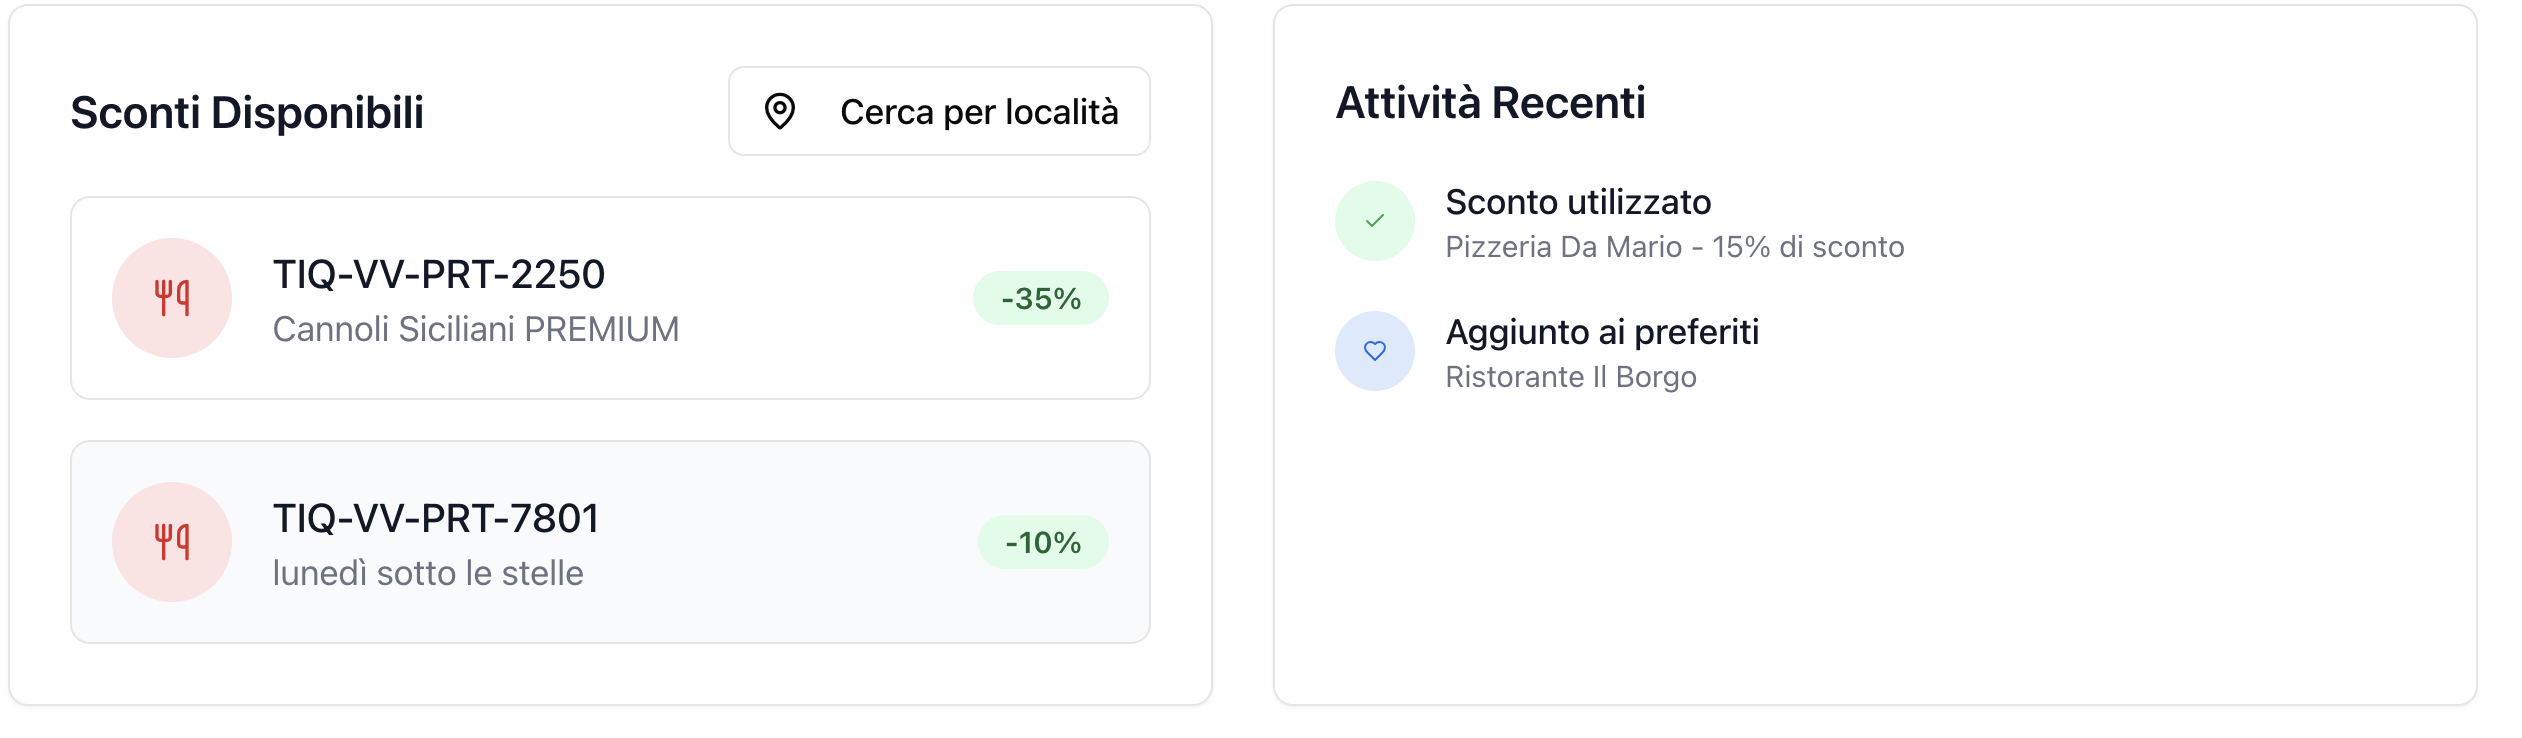 Sconti Disponibili
Cerca per località
TIQ-VV-PRT-2250
Cannoli Siciliani PREMIUM
-35%
TIQ-VV-PRT-7801
lunedì sotto le stelle
-10%
Attività Recenti
Sconto utilizzato
Pizzeria Da Mario - 15% di sconto
Aggiunto ai preferiti
Ristorante Il Borgo